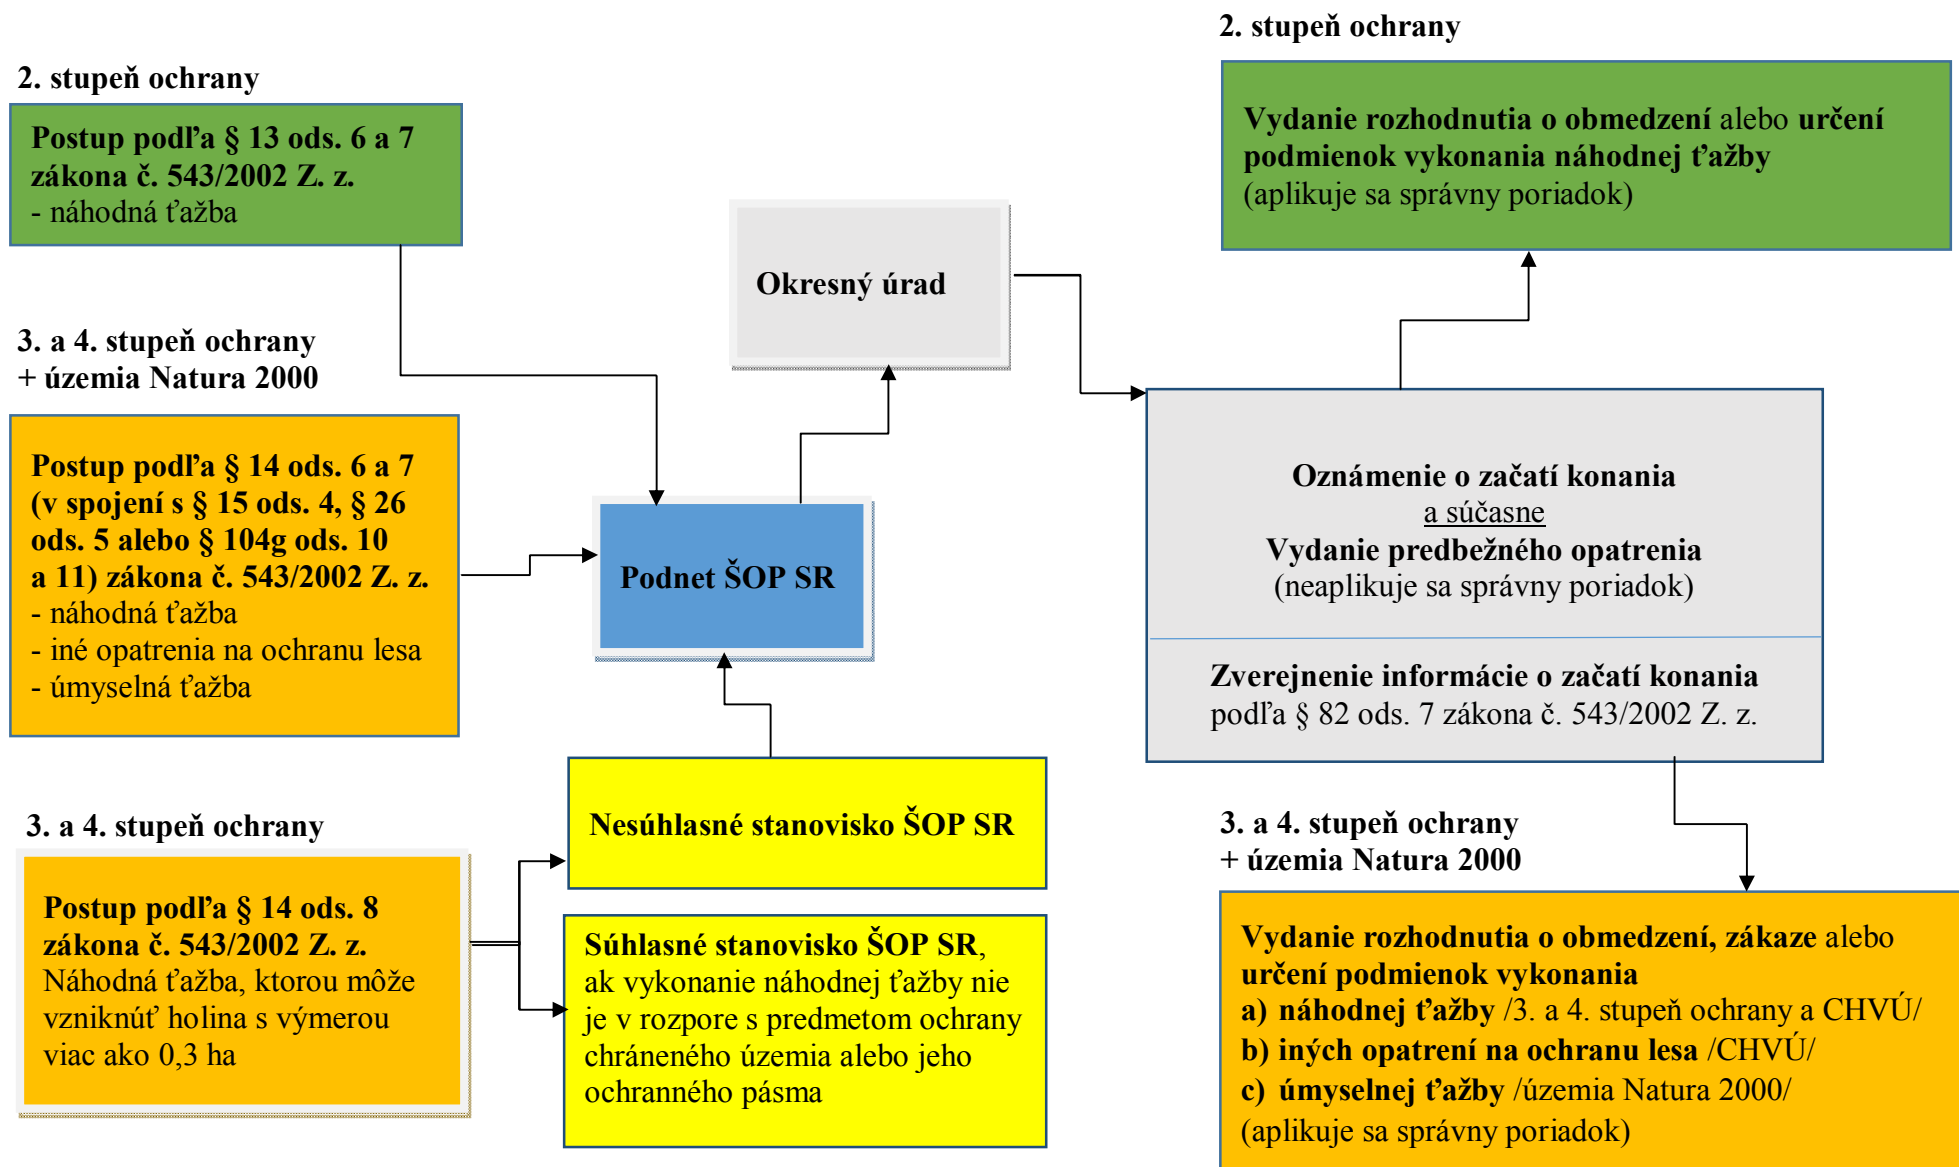 2. stupeň ochrany
Postup podľa § 13 ods. 6 a 7
zákona č. 543/2002 Z. z.
- náhodná ťažba
3. a 4. stupeň ochrany
+ územia Natura 2000
Postup podľa § 14 ods. 6 a 7
(v spojení s § 15 ods. 4, § 26
ods. 5 alebo § 104g ods. 10
a 11) zákona č. 543/2002 Z. z.
- náhodná ťažba
- iné opatrenia na ochranu lesa
- úmyselná ťažba
3. a 4. stupeň ochrany
Postup podľa § 14 ods. 8
zákona č. 543/2002 Z. z.
Náhodná ťažba, ktorou môže
vzniknúť holina s výmerou
viac ako 0,3 ha
Nesúhlasné stanovisko ŠOP SR
Súhlasné stanovisko ŠOP SR,
ak vykonanie náhodnej ťažby nie
je v rozpore s predmetom ochrany
chráneného územia alebo jeho
ochranného pásma
Podnet ŠOP SR
Okresný úrad
Oznámenie o začatí konania
a súčasne
Vydanie predbežného opatrenia
(neaplikuje sa správny poriadok)
Zverejnenie informácie o začatí konania
podľa § 82 ods. 7 zákona č. 543/2002 Z. z.
2. stupeň ochrany
Vydanie rozhodnutia o obmedzení alebo určení
podmienok vykonania náhodnej ťažby
(aplikuje sa správny poriadok)
3. a 4. stupeň ochrany
+ územia Natura 2000
Vydanie rozhodnutia o obmedzení, zákaze alebo
určení podmienok vykonania
a) náhodnej ťažby /3. a 4. stupeň ochrany a CHVÚ/
b) iných opatrení na ochranu lesa /CHVÚ/
c) úmyselnej ťažby /územia Natura 2000/
(aplikuje sa správny poriadok)